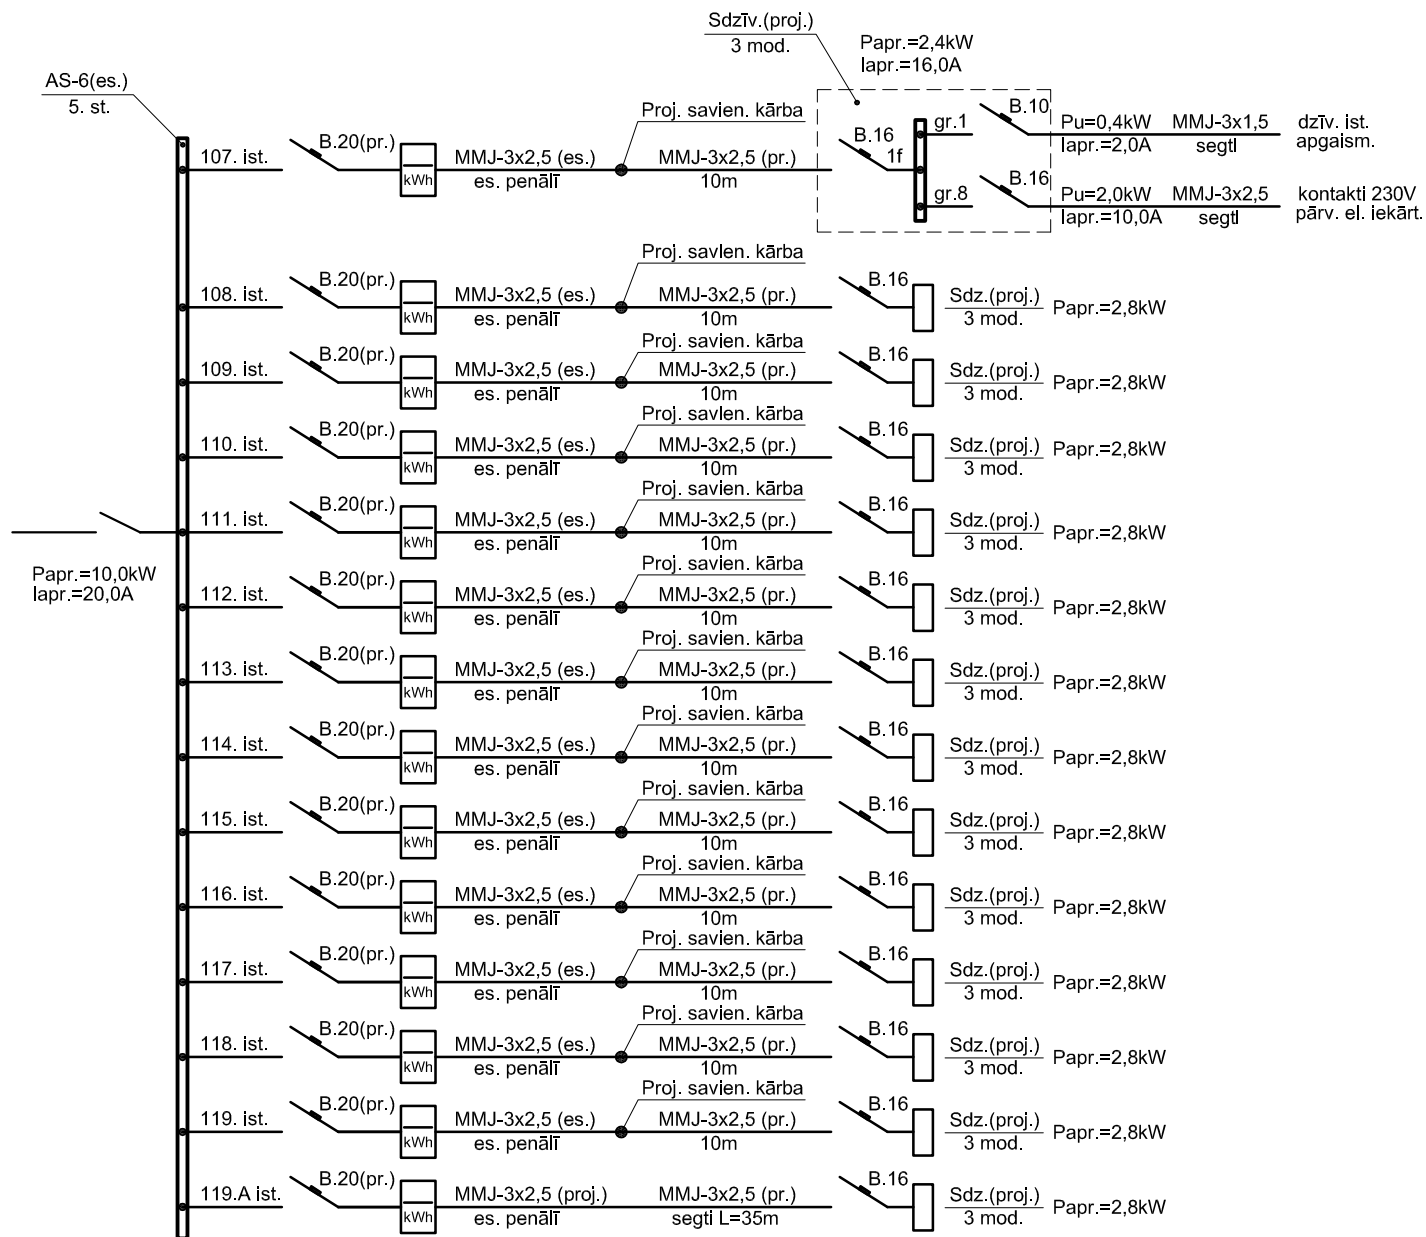 Sdzīv.(proj.)
3 mod.
Papr.=2,4kW
Iapr.=16,0A
AS-6(es.)
5. st.
Proj. savien. kārba
107. ist.
B.20(pr.)
kWh
MMJ-3x2,5 (es.)
es. penālī
MMJ-3x2,5 (pr.)
10m
B.16
1f
gr.1
B.10
Pu=0,4kW
Iapr.=2,0A
MMJ-3x1,5
segti
dzīv. ist.
apgaism.
gr.8
B.16
Pu=2,0kW
Iapr.=10,0A
MMJ-3x2,5
segti
kontakti 230V
pārv. el. iekārt.
Proj. savien. kārba
108. ist.
B.20(pr.)
kWh
MMJ-3x2,5 (es.)
es. penālī
MMJ-3x2,5 (pr.)
10m
B.16
Sdz.(proj.)
3 mod.
Papr.=2,8kW
Proj. savien. kārba
109. ist.
B.20(pr.)
kWh
MMJ-3x2,5 (es.)
es. penālī
MMJ-3x2,5 (pr.)
10m
B.16
Sdz.(proj.)
3 mod.
Papr.=2,8kW
Proj. savien. kārba
110. ist.
B.20(pr.)
kWh
MMJ-3x2,5 (es.)
es. penālī
MMJ-3x2,5 (pr.)
10m
B.16
Sdz.(proj.)
3 mod.
Papr.=2,8kW
Proj. savien. kārba
111. ist.
B.20(pr.)
kWh
MMJ-3x2,5 (es.)
es. penālī
MMJ-3x2,5 (pr.)
10m
B.16
Sdz.(proj.)
3 mod.
Papr.=2,8kW
Papr.=10,0kW
Iapr.=20,0A
Proj. savien. kārba
112. ist.
B.20(pr.)
kWh
MMJ-3x2,5 (es.)
es. penālī
MMJ-3x2,5 (pr.)
10m
B.16
Sdz.(proj.)
3 mod.
Papr.=2,8kW
Proj. savien. kārba
113. ist.
B.20(pr.)
kWh
MMJ-3x2,5 (es.)
es. penālī
MMJ-3x2,5 (pr.)
10m
B.16
Sdz.(proj.)
3 mod.
Papr.=2,8kW
Proj. savien. kārba
114. ist.
B.20(pr.)
kWh
MMJ-3x2,5 (es.)
es. penālī
MMJ-3x2,5 (pr.)
10m
B.16
Sdz.(proj.)
3 mod.
Papr.=2,8kW
Proj. savien. kārba
115. ist.
B.20(pr.)
kWh
MMJ-3x2,5 (es.)
es. penālī
MMJ-3x2,5 (pr.)
10m
B.16
Sdz.(proj.)
3 mod.
Papr.=2,8kW
Proj. savien. kārba
116. ist.
B.20(pr.)
kWh
MMJ-3x2,5 (es.)
es. penālī
MMJ-3x2,5 (pr.)
10m
B.16
Sdz.(proj.)
3 mod.
Papr.=2,8kW
Proj. savien. kārba
117. ist.
B.20(pr.)
kWh
MMJ-3x2,5 (es.)
es. penālī
MMJ-3x2,5 (pr.)
10m
B.16
Sdz.(proj.)
3 mod.
Papr.=2,8kW
Proj. savien. kārba
118. ist.
B.20(pr.)
kWh
MMJ-3x2,5 (es.)
es. penālī
MMJ-3x2,5 (pr.)
10m
B.16
Sdz.(proj.)
3 mod.
Papr.=2,8kW
Proj. savien. kārba
119. ist.
B.20(pr.)
kWh
MMJ-3x2,5 (es.)
es. penālī
MMJ-3x2,5 (pr.)
10m
B.16
Sdz.(proj.)
3 mod.
Papr.=2,8kW
119.A ist.
B.20(pr.)
kWh
MMJ-3x2,5 (proj.)
es. penālī
MMJ-3x2,5 (pr.)
segti L=35m
B.16
Sdz.(proj.)
3 mod.
Papr.=2,8kW